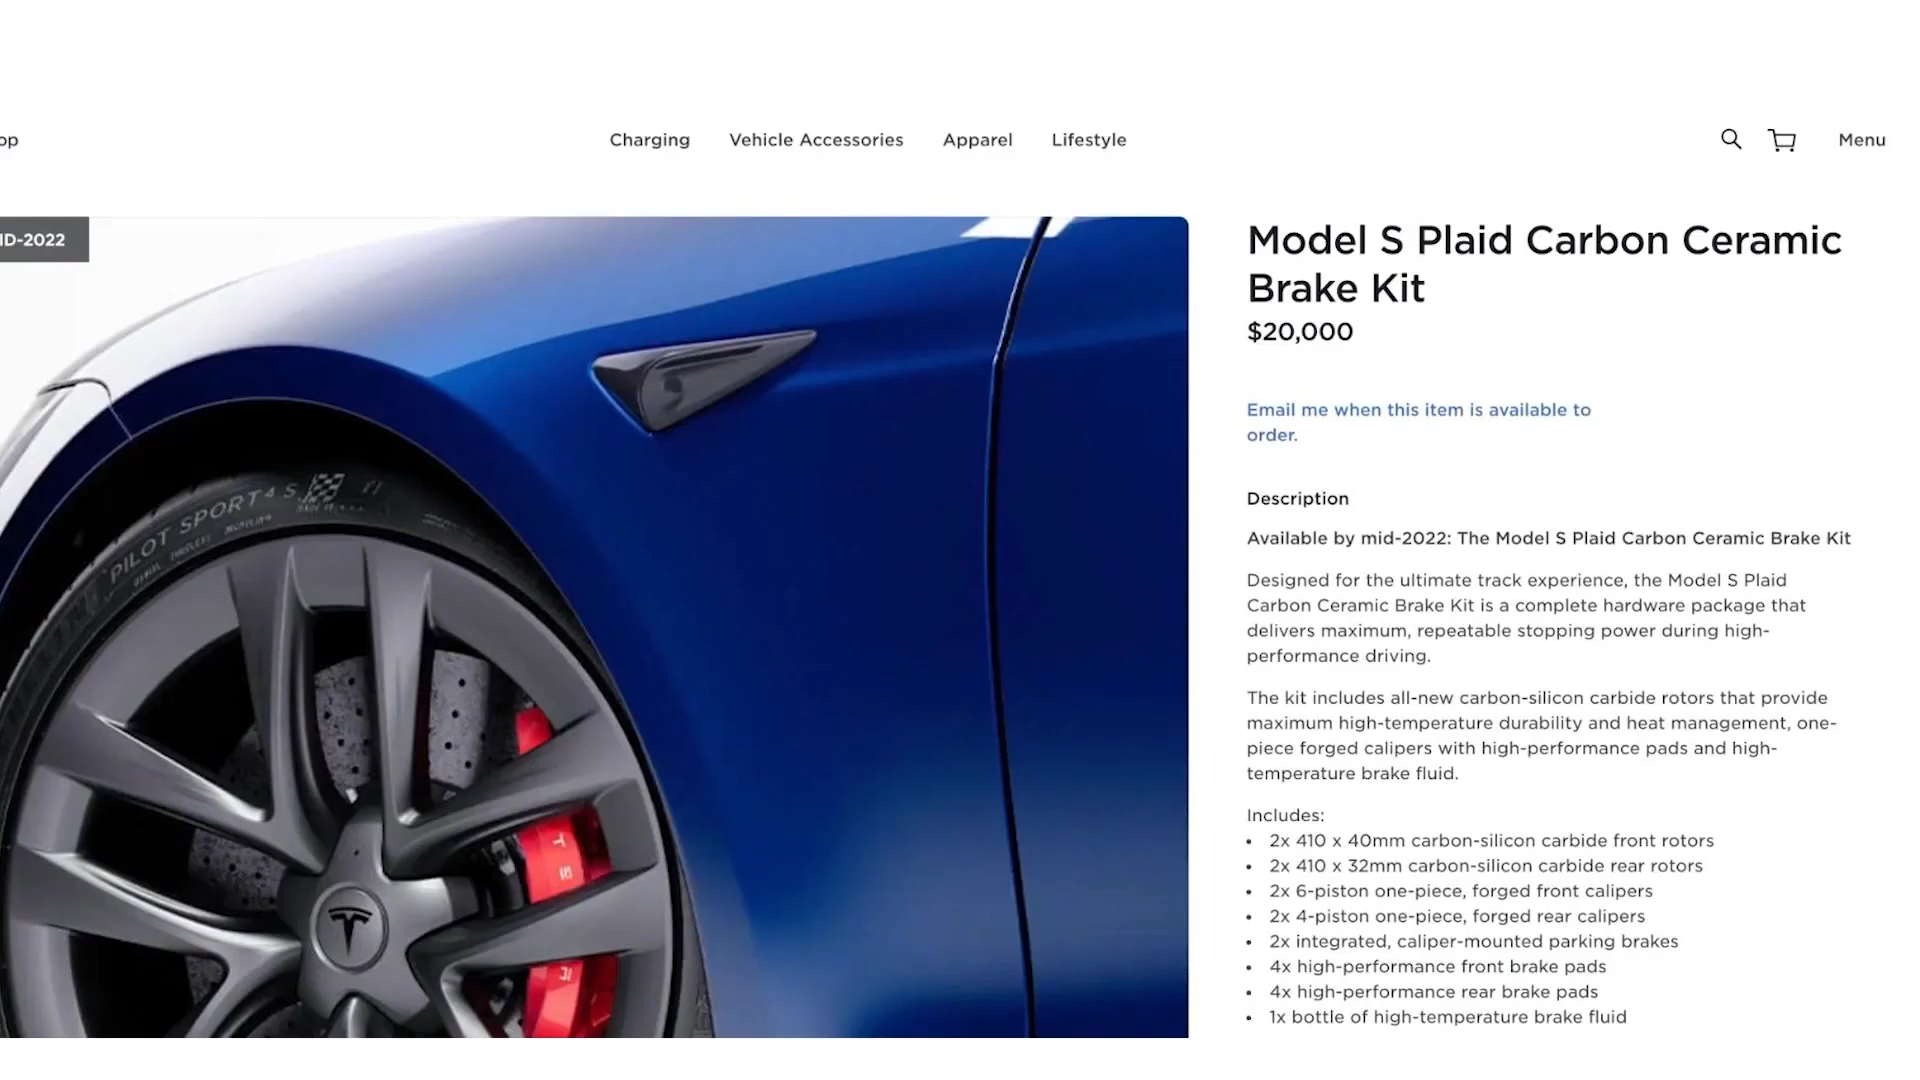 op
Charging Vehicle Accessories Apparel Lifestyle
Menu
ID-2022
Model S Plaid Carbon Ceramic
Brake Kit
$20,000
Email me when this item is available to
order.
Description
Available by mid-2022: The Model S Plaid Carbon Ceramic Brake Kit
Designed for the ultimate track experience, the Model S Plaid
Carbon Ceramic Brake Kit is a complete hardware package that
delivers maximum, repeatable stopping power during high-
performance driving.
The kit includes all-new carbon-silicon carbide rotors that provide
maximum high-temperature durability and heat management, one-
piece forged calipers with high-performance pads and high-
temperature brake fluid.
Includes:
• 2x 410 x 40mm carbon-silicon carbide front rotors
• 2x 410 x 32mm carbon-silicon carbide rear rotors
• 2x 6-piston one-piece, forged front calipers
• 2x 4-piston one-piece, forged rear calipers
• 2x integrated, caliper-mounted parking brakes
• 4x high-performance front brake pads
• 4x high-performance rear brake pads
• 1x bottle of high-temperature brake fluid
PILOT SPORT 4 S